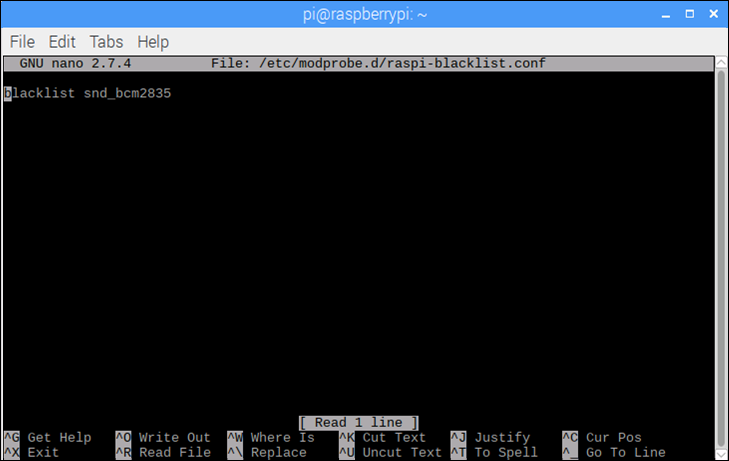 pi@raspberrypi: ~
File Edit Tabs Help
GNU nano 2.7.4 File: /etc/modprobe.d/raspi-blacklist.conf
blacklist snd_bcm2835
[ Read 1 line ]
^G Get Help ^O Write Out ^W Where Is ^K Cut Text ^J Justify ^C Cur Pos
^X Exit ^R Read File ^\ Replace ^U Uncut Text ^T To Spell ^_ Go To Line